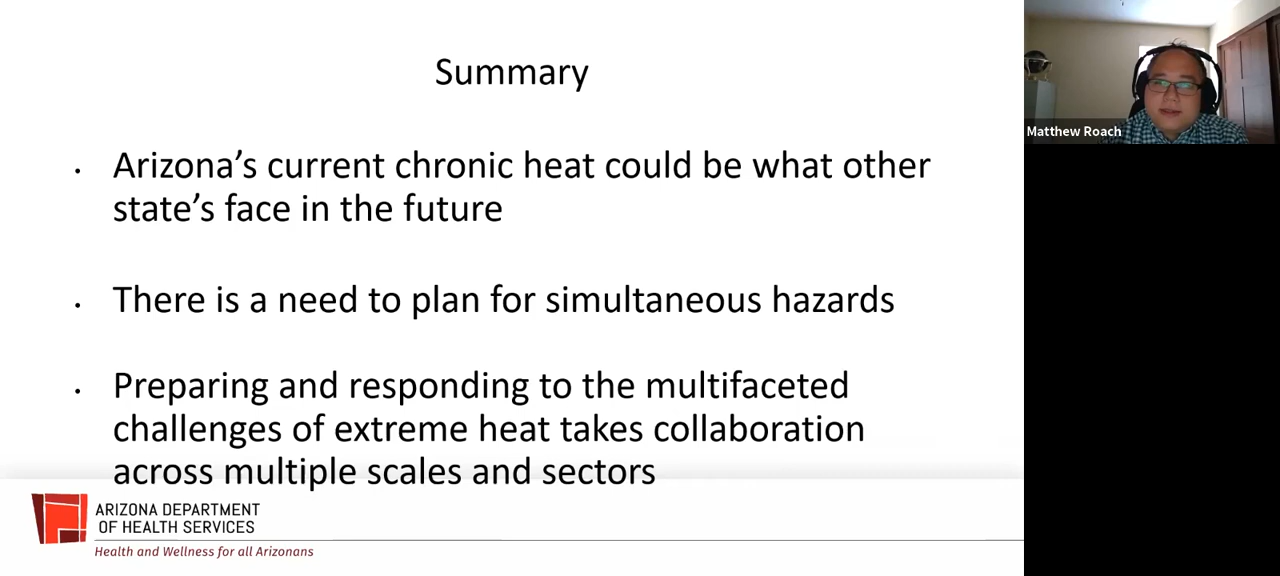 Summary
• Arizona’s current chronic heat could be what other
state’s face in the future
• There is a need to plan for simultaneous hazards
• Preparing and responding to the multifaceted
challenges of extreme heat takes collaboration
across multiple scales and sectors
ARIZONA DEPARTMENT
OF HEALTH SERVICES
Health and Wellness for all Arizonans
Matthew Roach